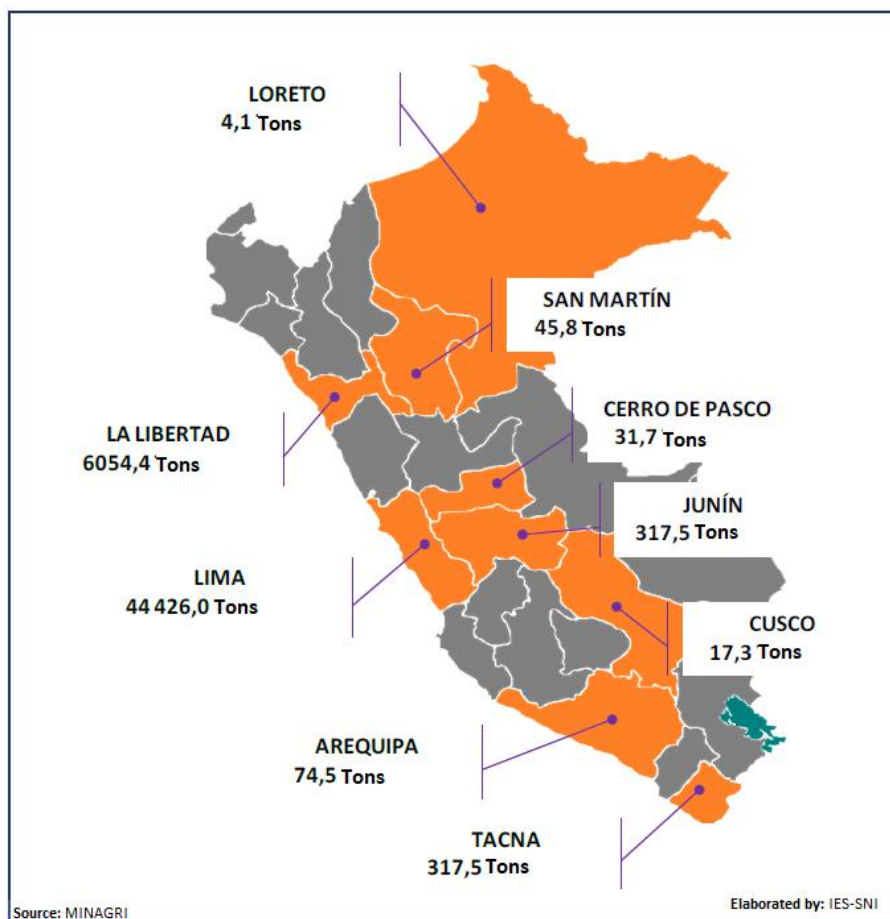 LORETO
4,1 Tons
SAN MARTÍN
45,8 Tons
CERRO DE PASCO
31,7 Tons
LA LIBERTAD
6054,4 Tons
JUNÍN
317,5 Tons
LIMA
44 426,0 Tons
CUSCO
17,3 Tons
AREQUIPA
74,5 Tons
TACNA
317,5 Tons
Source: MINAGRI
Elaborated by: IES-SNI